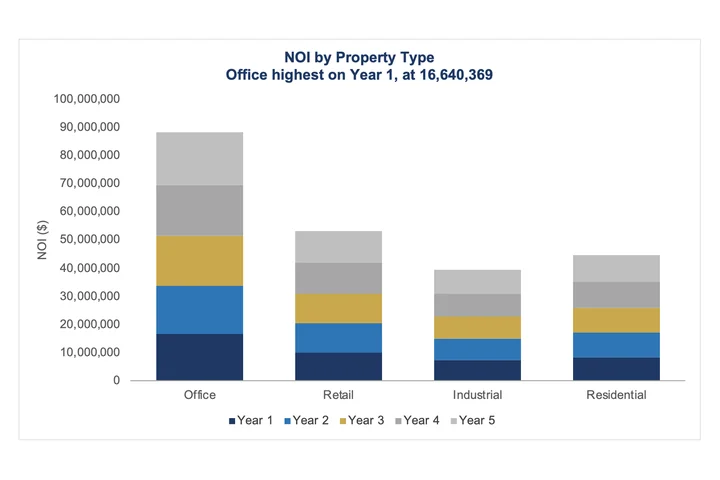 NOI by Property Type
Office highest on Year 1, at 16,640,369
100,000,000
90,000,000
80,000,000
70,000,000
60,000,000
50,000,000
40,000,000
30,000,000
20,000,000
10,000,000
0
NOI ($)
Office Retail Industrial Residential
Year 1 Year 2 Year 3 Year 4 Year 5